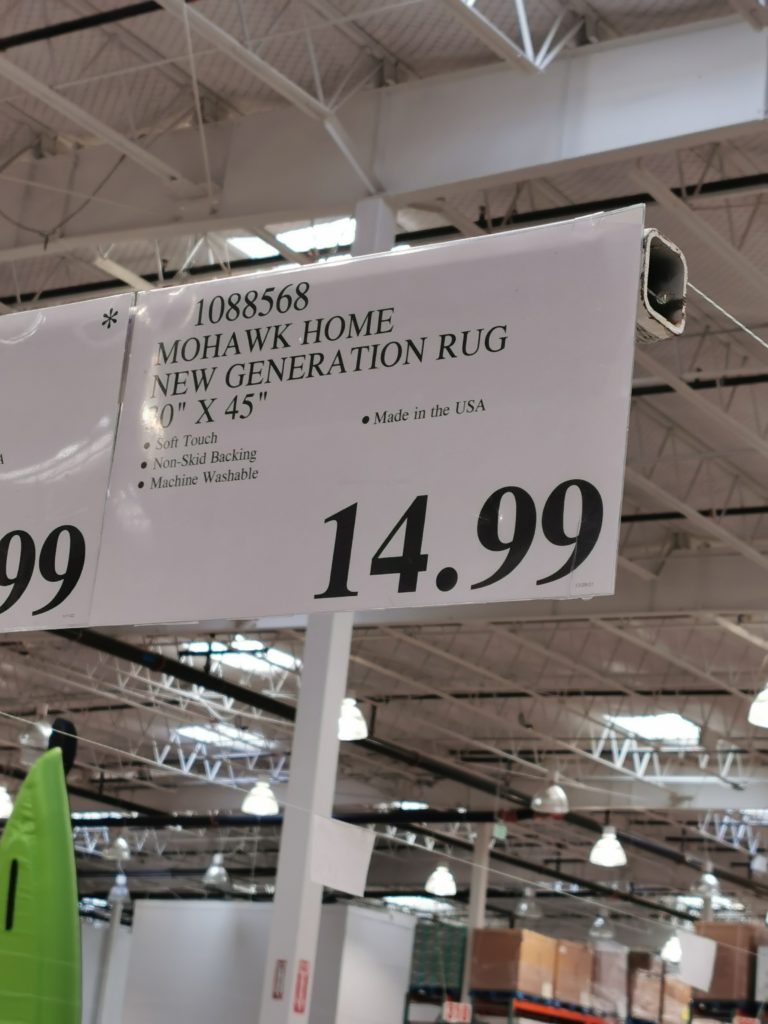 *
1088568
MOHAWK HOME
NEW GENERATION RUG
30" X 45"
• Soft Touch
• Non-Skid Backing
• Machine Washable
• Made in the USA
14.99
A
99